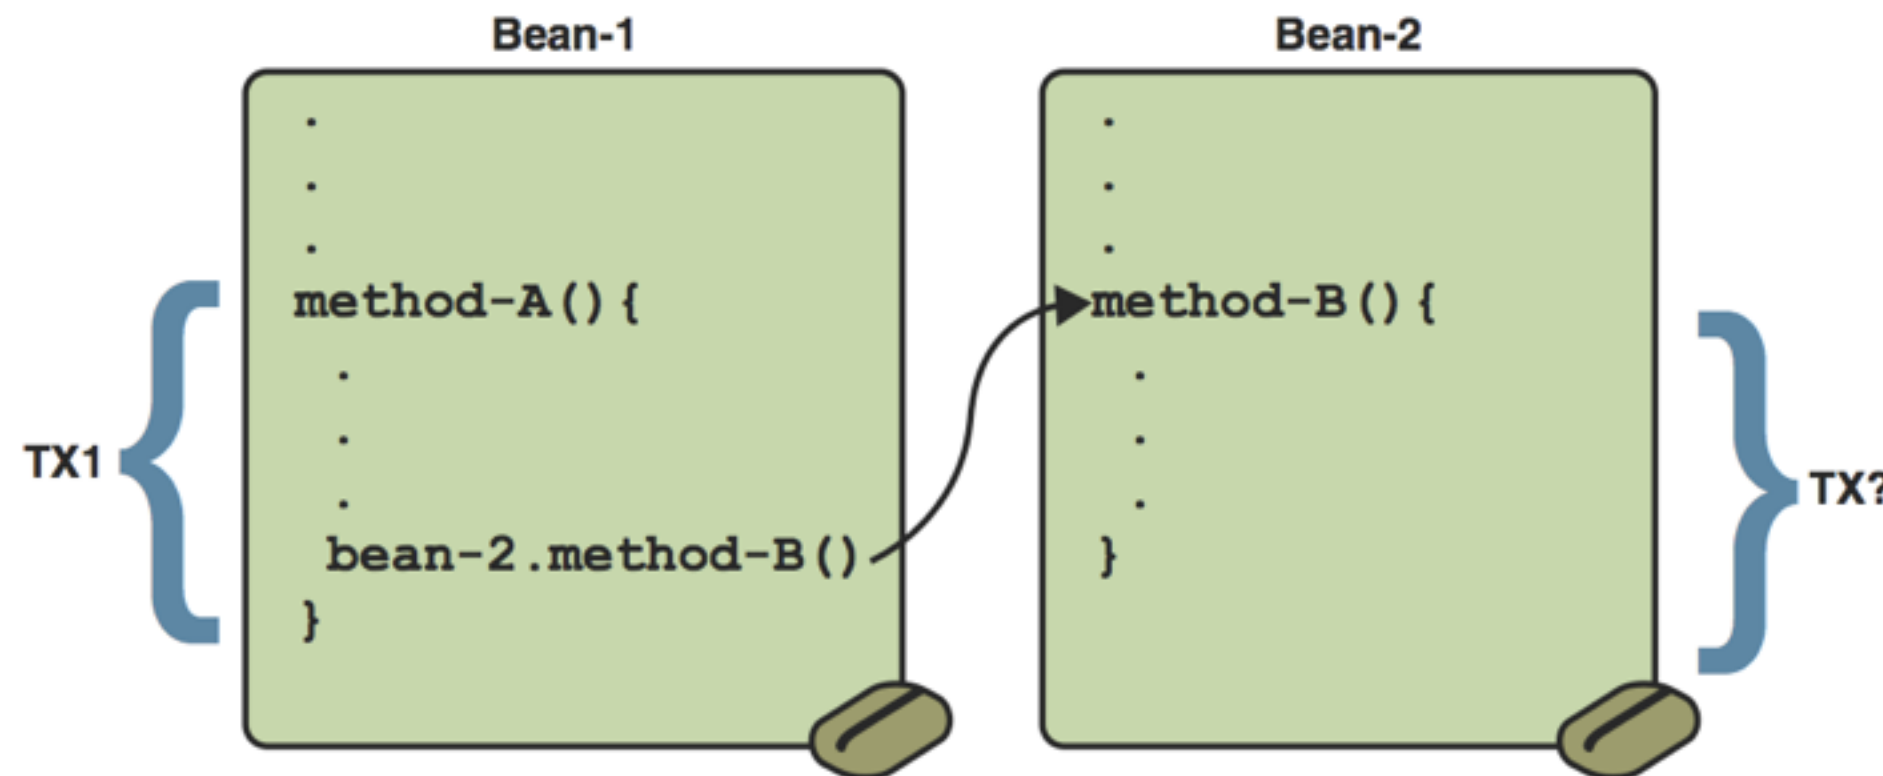 Bean-1
.
.
.
method-A(){
.
.
.
bean-2.method-B()
}
Bean-2
.
.
.
method-B(){
.
.
.
}
TX1
TX?